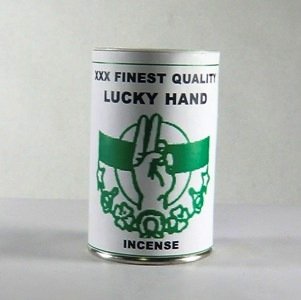 XXX FINEST QUALITY
LUCKY HAND
INCENSE